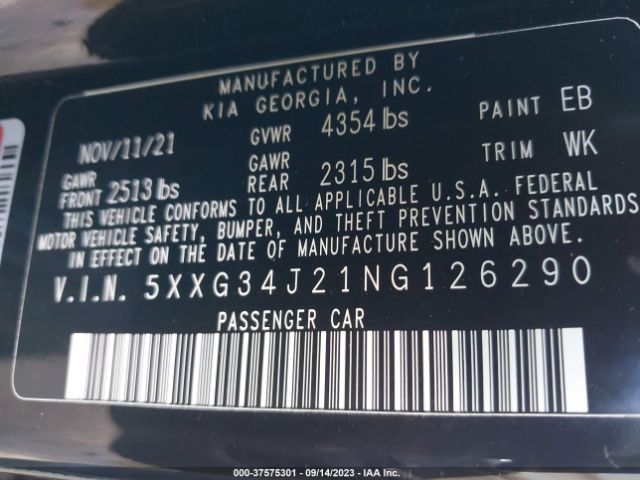 MANUFACTURED BY
KIA GEORGIA, INC.
NOV/11/21 GVWR 4354 lbs PAINT EB
GAWR FRONT 2513 lbs GAWR REAR 2315 lbs TRIM WK
THIS VEHICLE CONFORMS TO ALL APPLICABLE U.S.A. FEDERAL
MOTOR VEHICLE SAFETY, BUMPER, AND THEFT PREVENTION STANDARDS
IN EFFECT ON THE DATE OF MANUFACTURE SHOWN ABOVE.
V.I.N. 5XXG34J21NG126290
PASSENGER CAR
000-37575301 - 09/14/2023 - IAA Inc.